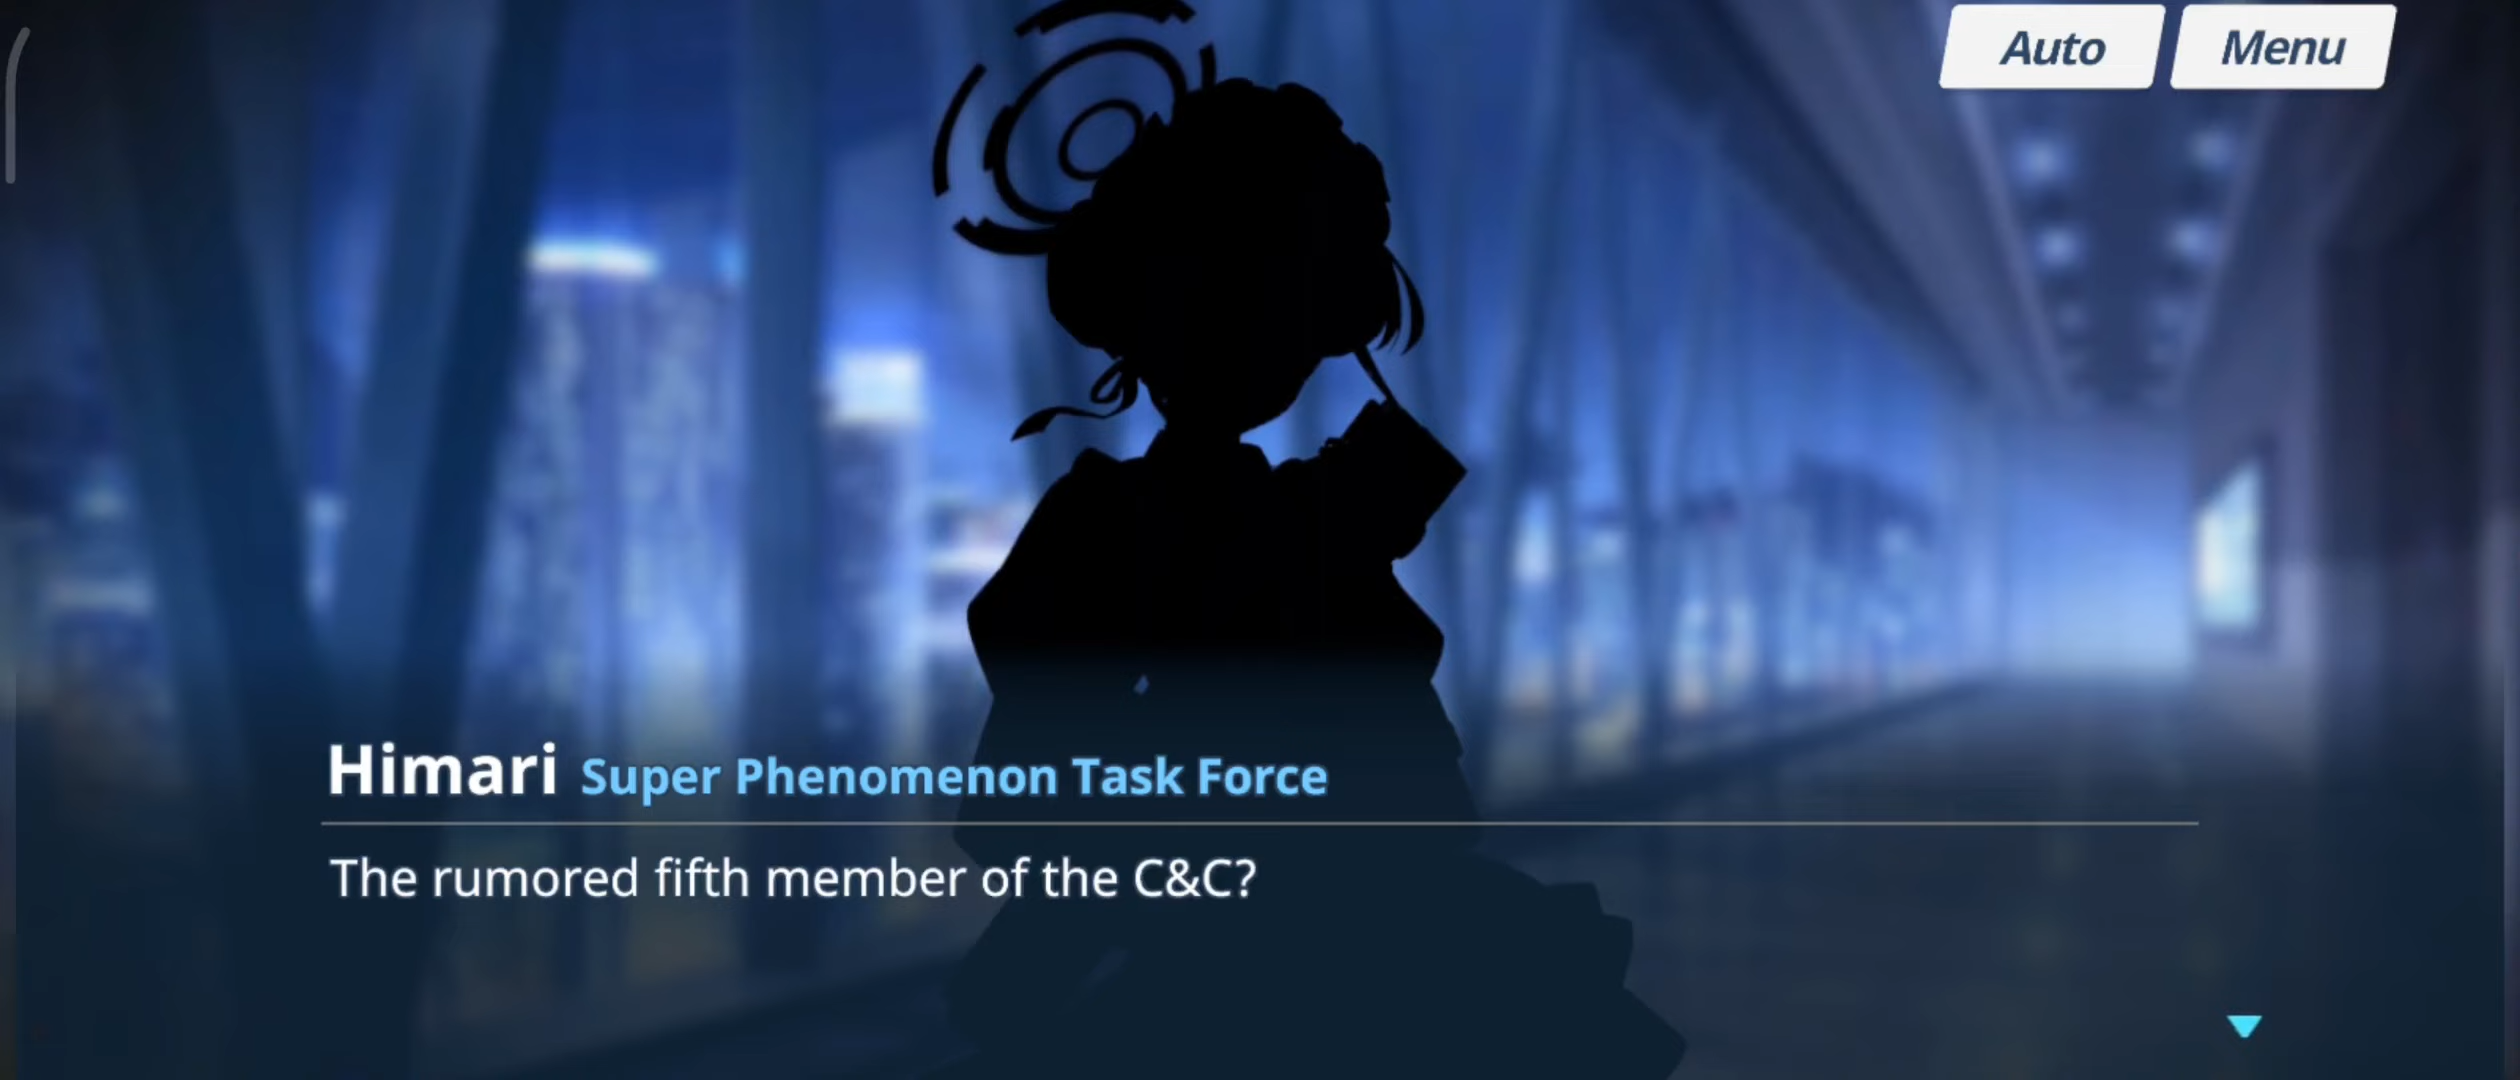 Auto Menu
Himari Super Phenomenon Task Force
The rumored fifth member of the C&C?